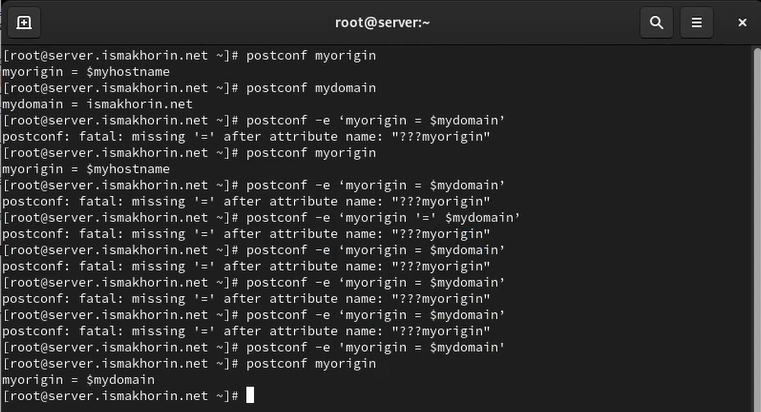 root@server:~
[root@server.ismakhorin.net ~]# postconf myorigin
myorigin = $myhostname
[root@server.ismakhorin.net ~]# postconf mydomain
mydomain = ismakhorin.net
[root@server.ismakhorin.net ~]# postconf -e ‘myorigin = $mydomain’
postconf: fatal: missing '=' after attribute name: "???myorigin"
[root@server.ismakhorin.net ~]# postconf myorigin
myorigin = $myhostname
[root@server.ismakhorin.net ~]# postconf -e ‘myorigin = $mydomain’
postconf: fatal: missing '=' after attribute name: "???myorigin"
[root@server.ismakhorin.net ~]# postconf -e ‘myorigin '=' $mydomain’
postconf: fatal: missing '=' after attribute name: "???myorigin"
[root@server.ismakhorin.net ~]# postconf -e ‘myorigin = $mydomain’
postconf: fatal: missing '=' after attribute name: "???myorigin"
[root@server.ismakhorin.net ~]# postconf -e ‘myorigin = $mydomain’
postconf: fatal: missing '=' after attribute name: "???myorigin"
[root@server.ismakhorin.net ~]# postconf -e ‘myorigin = $mydomain’
postconf: fatal: missing '=' after attribute name: "???myorigin"
[root@server.ismakhorin.net ~]# postconf -e 'myorigin = $mydomain'
[root@server.ismakhorin.net ~]# postconf myorigin
myorigin = $mydomain
[root@server.ismakhorin.net ~]#